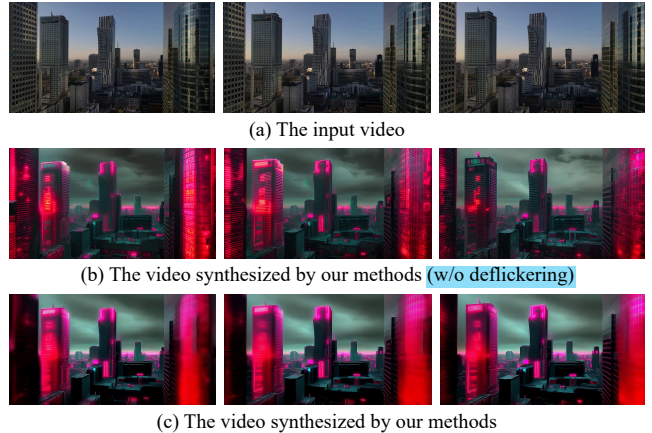 (a) The input video
(b) The video synthesized by our methods (w/o deflickering)
(c) The video synthesized by our methods